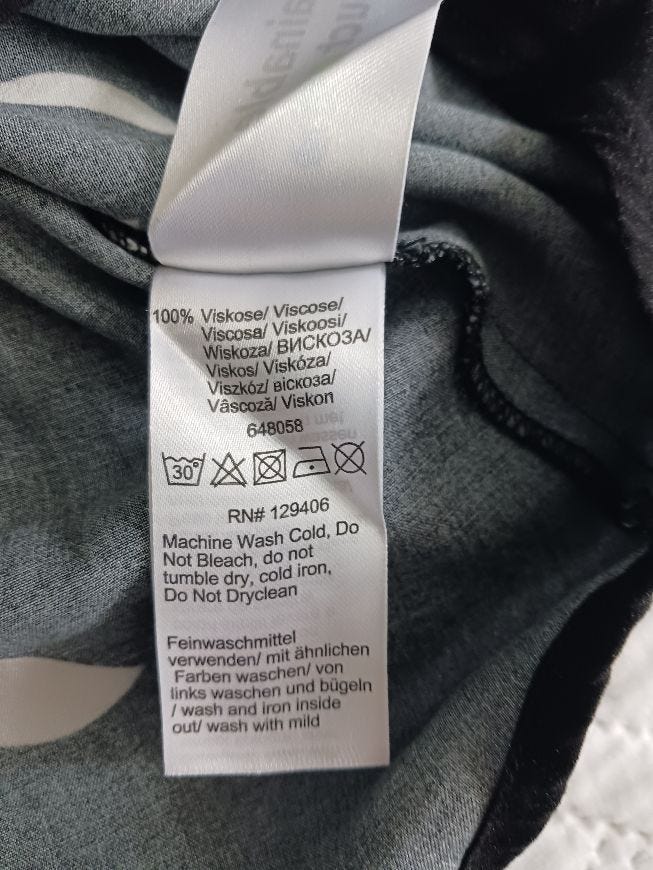 100% Viskose/ Viscose/
Viscosa/ Viskoosi/
Wiskoza/ ВИСКОЗА/
Viskos/ Viskóza/
Viszkóz/ віскоза/
Vâscoză/ Viskon
648058
30°
RN# 129406
Machine Wash Cold, Do
Not Bleach, do not
tumble dry, cold iron,
Do Not Dryclean
Feinwaschmittel
verwenden/ mit ähnlichen
Farben waschen/ von
links waschen und bügeln
/ wash and iron inside
out/ wash with mild